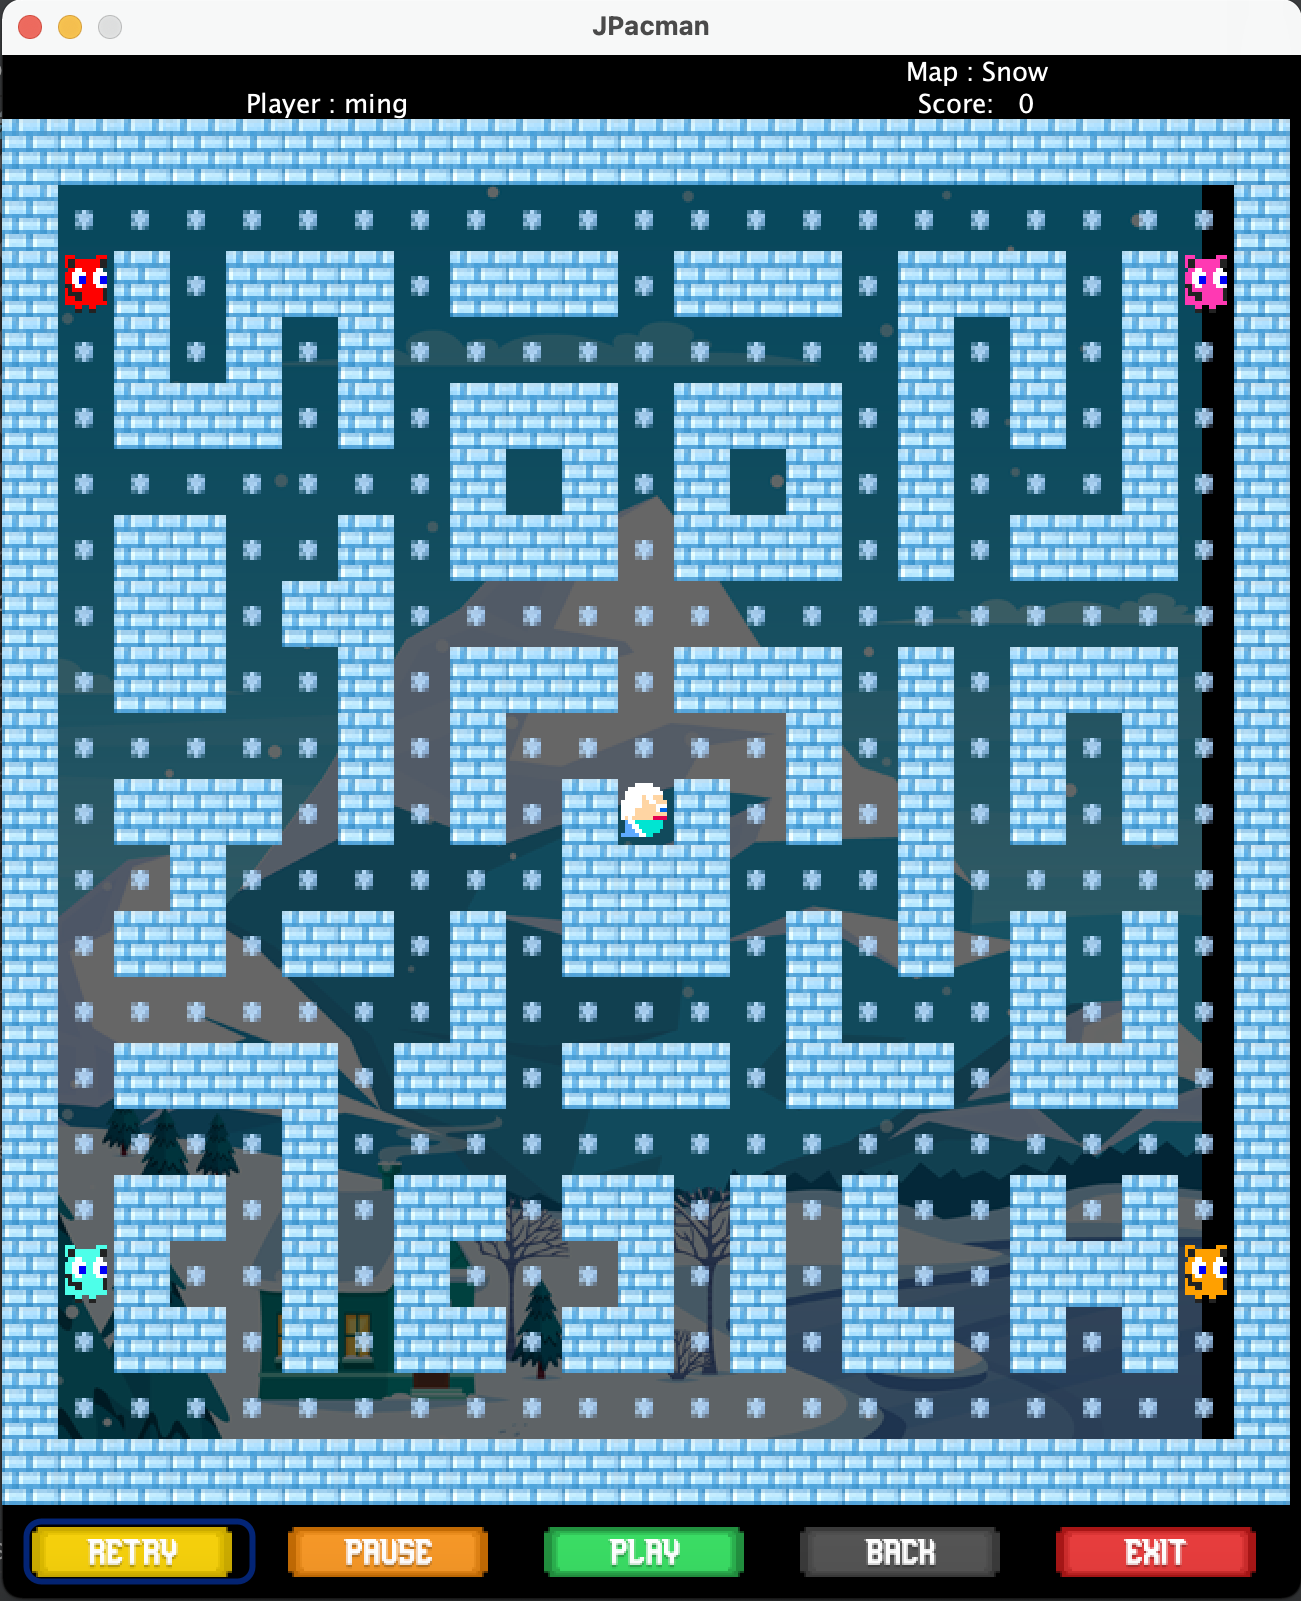 JPacman
Map : Snow
Player : ming
Score: 0
RETRY
PAUSE
PLAY
BACK
EXIT